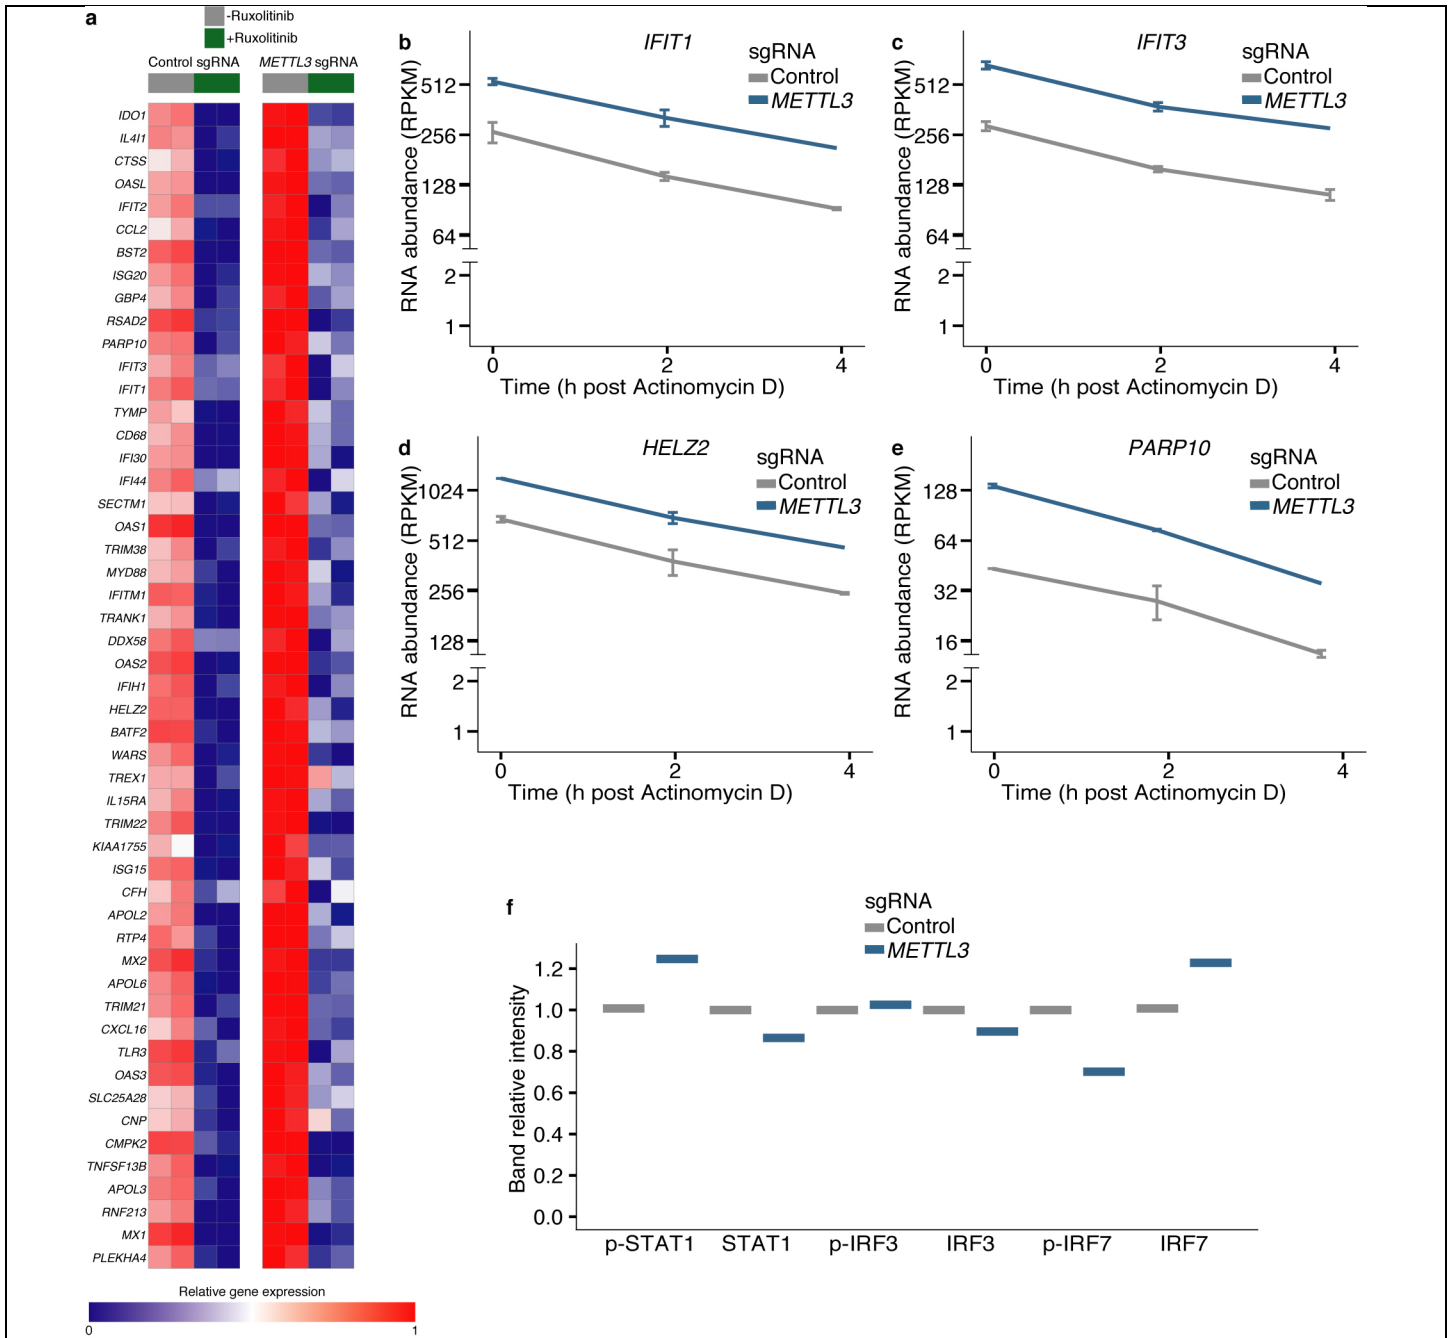 a
-Ruxolitinib
+Ruxolitinib
Control sgRNA
METTL3 sgRNA
IDO1
IL4I1
CTSS
OASL
IFIT2
CCL2
BST2
ISG20
GBP4
RSAD2
PARP10
IFIT3
IFIT1
TYMP
CD68
IFI30
IFI44
SECTM1
OAS1
TRIM38
MYD88
IFITM1
TRANK1
DDX58
OAS2
IFIH1
HELZ2
BATF2
WARS
TREX1
IL15RA
TRIM22
KIAA1755
ISG15
CFH
APOL2
RTP4
MX2
APOL6
TRIM21
CXCL16
TLR3
OAS3
SLC25A28
CNP
CMPK2
TNFSF13B
APOL3
RNF213
MX1
PLEKHA4
Relative gene expression
0 1
b
IFIT1
sgRNA
Control
METTL3
RNA abundance (RPKM)
512
256
128
64
2
1
0 2 4
Time (h post Actinomycin D)
c
IFIT3
sgRNA
Control
METTL3
RNA abundance (RPKM)
512
256
128
64
2
1
0 2 4
Time (h post Actinomycin D)
d
HELZ2
sgRNA
Control
METTL3
RNA abundance (RPKM)
1024
512
256
128
2
1
0 2 4
Time (h post Actinomycin D)
e
PARP10
sgRNA
Control
METTL3
RNA abundance (RPKM)
128
64
32
16
2
1
0 2 4
Time (h post Actinomycin D)
f
sgRNA
Control
METTL3
Band relative intensity
1.2
1.0
0.8
0.6
0.4
0.2
0.0
p-STAT1 STAT1 p-IRF3 IRF3 p-IRF7 IRF7